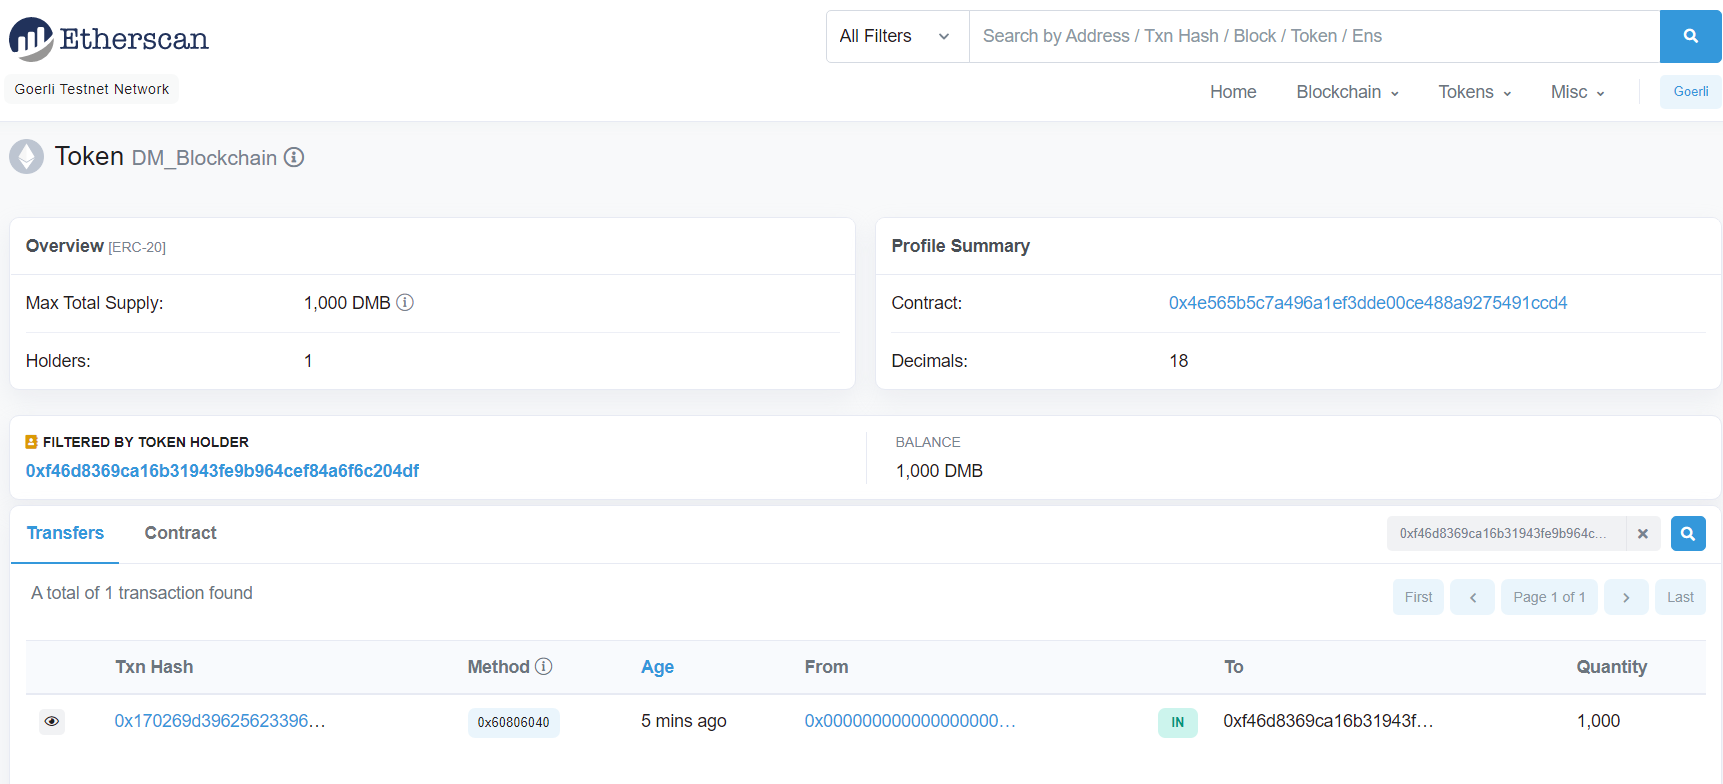 Etherscan
All Filters
Search by Address / Txn Hash / Block / Token / Ens
Goerli Testnet Network
Home Blockchain Tokens Misc Goerli
Token DM_Blockchain
Overview [ERC-20]
Max Total Supply: 1,000 DMB
Holders: 1
Profile Summary
Contract: 0x4e565b5c7a496a1ef3dde00ce488a9275491ccd4
Decimals: 18
FILTERED BY TOKEN HOLDER
0xf46d8369ca16b31943fe9b964cef84a6f6c204df
BALANCE
1,000 DMB
Transfers Contract
0xf46d8369ca16b31943fe9b964c...
A total of 1 transaction found
First Page 1 of 1 Last
Txn Hash Method Age From To Quantity
0x170269d39625623396... 0x60806040 5 mins ago 0x000000000000000000... IN 0xf46d8369ca16b31943f... 1,000